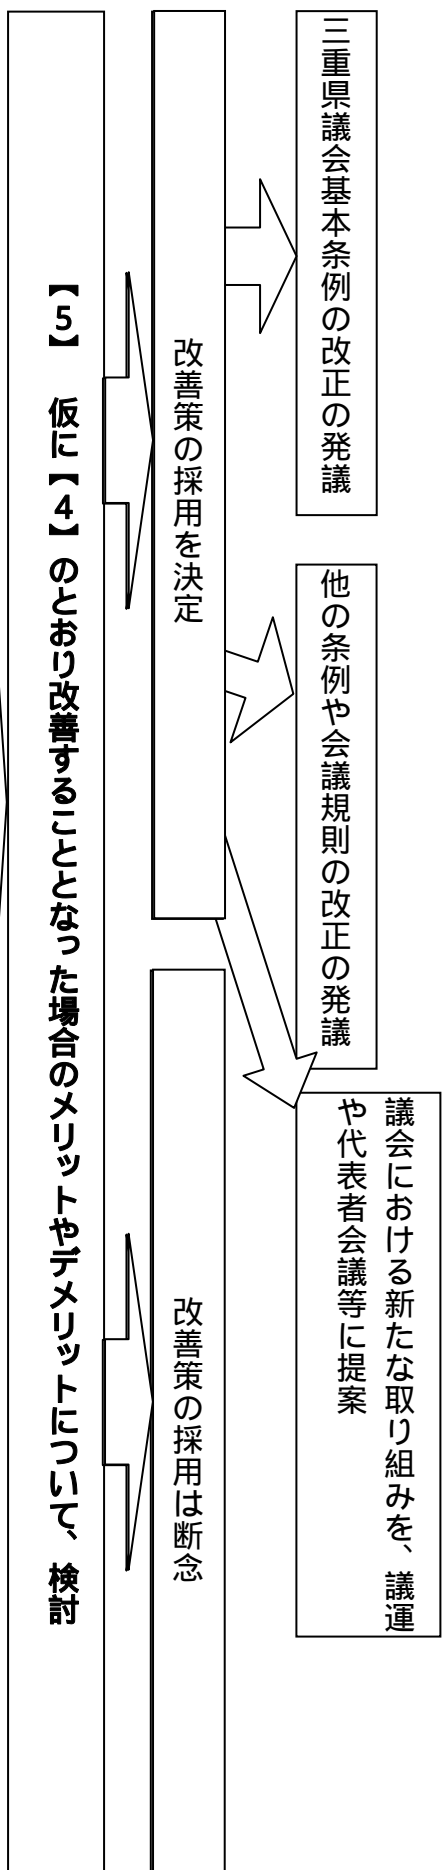 【5】　仮に【4】のとおり改善することとなった場合のメリットやデメリットについて、検討
改善策の採用を決定
改善策の採用は断念
三重県議会基本条例の改正の発議
他の条例や会議規則の改正の発議
議会における新たな取り組みを、議運
や代表者会議等に提案